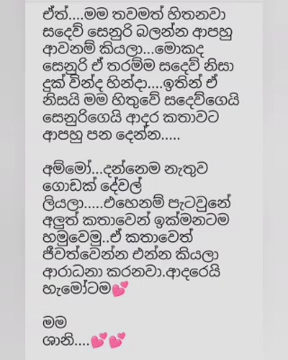 ඒත්....මම තවමත් හිතනවා
සදෙව් සෙනුරි බලන්න ආපහු
ආවනම් කියලා...මොකද
සෙනුරි ඒ තරම්ම සදෙව් නිසා
දුක් වින්ද හින්දා....ඉතින් ඒ
නිසයි මම හිතුවේ සදෙව්ගෙයි
සෙනුරිගෙයි ආදර කතාවට
ආපහු පන දෙන්න.....
අම්මෝ...දන්නෙම නැතුව
ගොඩක් දේවල්
ලියලා.....එහෙනම් පැටවුනේ
අලුත් කතාවෙන් ඉක්මනටම
හමුවෙමු..ඒ කතාවෙත්
ජීවත්වෙන්න එන්න කියලා
ආරාධනා කරනවා.ආදරෙයි
හැමෝටම💕
මම
ශානි....💕💕